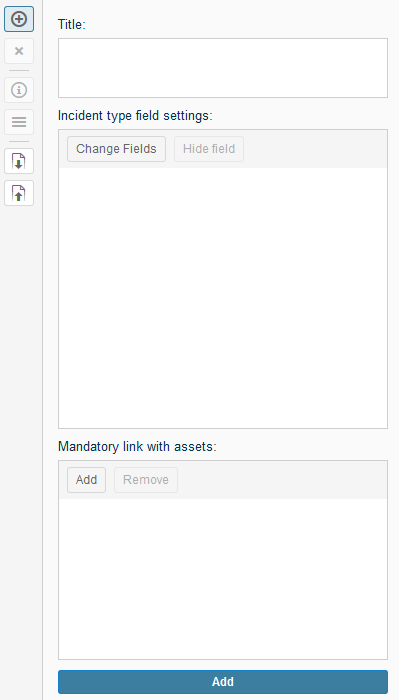 Title:
Incident type field settings:
Change Fields Hide field
Mandatory link with assets:
Add Remove
Add